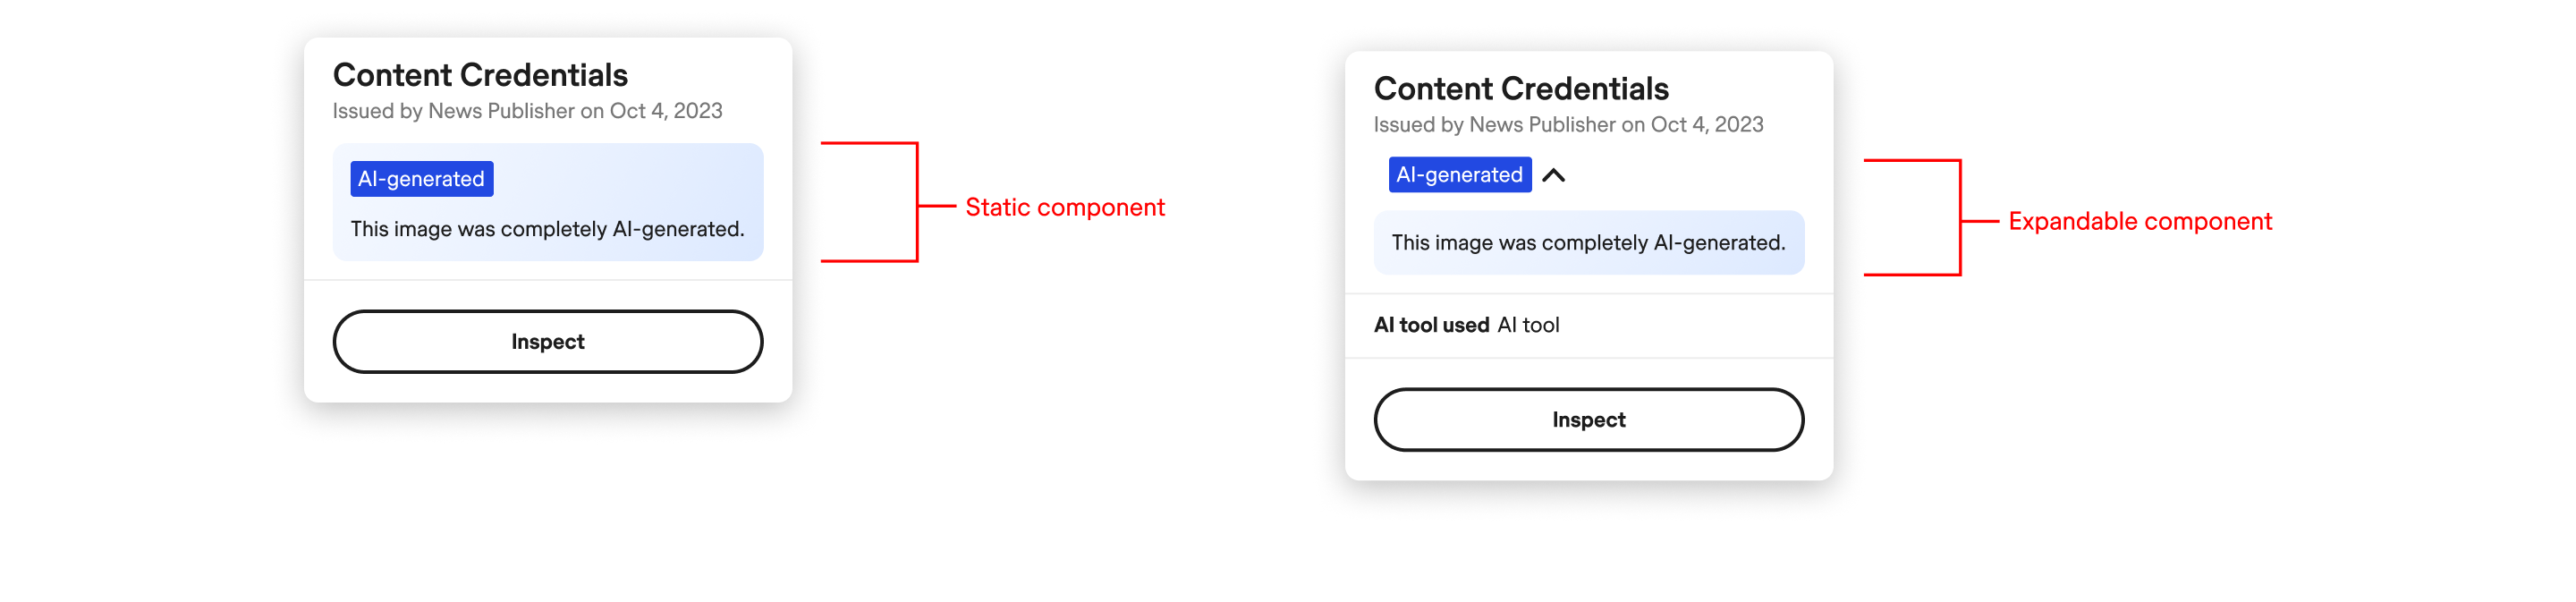 Content Credentials
Issued by News Publisher on Oct 4, 2023
AI-generated
This image was completely AI-generated.
Inspect
Static component
Content Credentials
Issued by News Publisher on Oct 4, 2023
AI-generated
This image was completely AI-generated.
AI tool used AI tool
Inspect
Expandable component